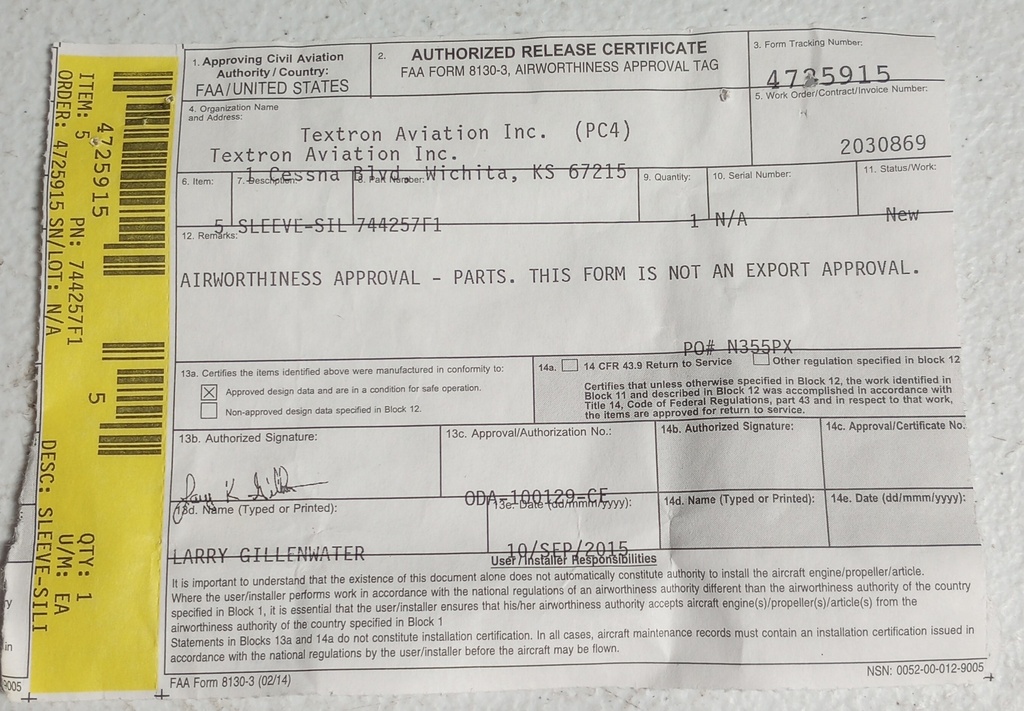 ITEM: 5 PN: 744257F1 QTY: 1
ORDER: 4725915 SN/LOT: N/A DESC: SLEEVE-SILI U/M: EA
4725915
5
1. Approving Civil Aviation
Authority / Country:
FAA/UNITED STATES
2.
AUTHORIZED RELEASE CERTIFICATE
FAA FORM 8130-3, AIRWORTHINESS APPROVAL TAG
3. Form Tracking Number:
4725915
4. Organization Name
and Address:
Textron Aviation Inc. (PC4)
Textron Aviation Inc.
1 Cessna Blvd. Wichita, KS 67215
5. Work Order/Contract/Invoice Number:
2030869
6. Item:
5
7. Description:
SLEEVE-SIL
8. Part Number:
744257F1
9. Quantity:
1
10. Serial Number:
N/A
11. Status/Work:
New
12. Remarks:
AIRWORTHINESS APPROVAL - PARTS. THIS FORM IS NOT AN EXPORT APPROVAL.
PO# N355PX
13a. Certifies the items identified above were manufactured in conformity to:
Approved design data and are in a condition for safe operation.
Non-approved design data specified in Block 12.
14a. 14 CFR 43.9 Return to Service Other regulation specified in block 12
Certifies that unless otherwise specified in Block 12, the work identified in
Block 11 and described in Block 12 was accomplished in accordance with
Title 14, Code of Federal Regulations, part 43 and in respect to that work,
the items are approved for return to service.
13b. Authorized Signature:
13c. Approval/Authorization No.:
ODA-100129-CE
14b. Authorized Signature:
14c. Approval/Certificate No.
13d. Name (Typed or Printed):
LARRY GILLENWATER
13e. Date (dd/mmm/yyyy):
10/SEP/2015
14d. Name (Typed or Printed):
14e. Date (dd/mmm/yyyy):
User/Installer Responsibilities
It is important to understand that the existence of this document alone does not automatically constitute authority to install the aircraft engine/propeller/article.
Where the user/installer performs work in accordance with the national regulations of an airworthiness authority different than the airworthiness authority of the country
specified in Block 1, it is essential that the user/installer ensures that his/her airworthiness authority accepts aircraft engine(s)/propeller(s)/article(s) from the
airworthiness authority of the country specified in Block 1
Statements in Blocks 13a and 14a do not constitute installation certification. In all cases, aircraft maintenance records must contain an installation certification issued in
accordance with the national regulations by the user/installer before the aircraft may be flown.
FAA Form 8130-3 (02/14)
NSN: 0052-00-012-9005
9005